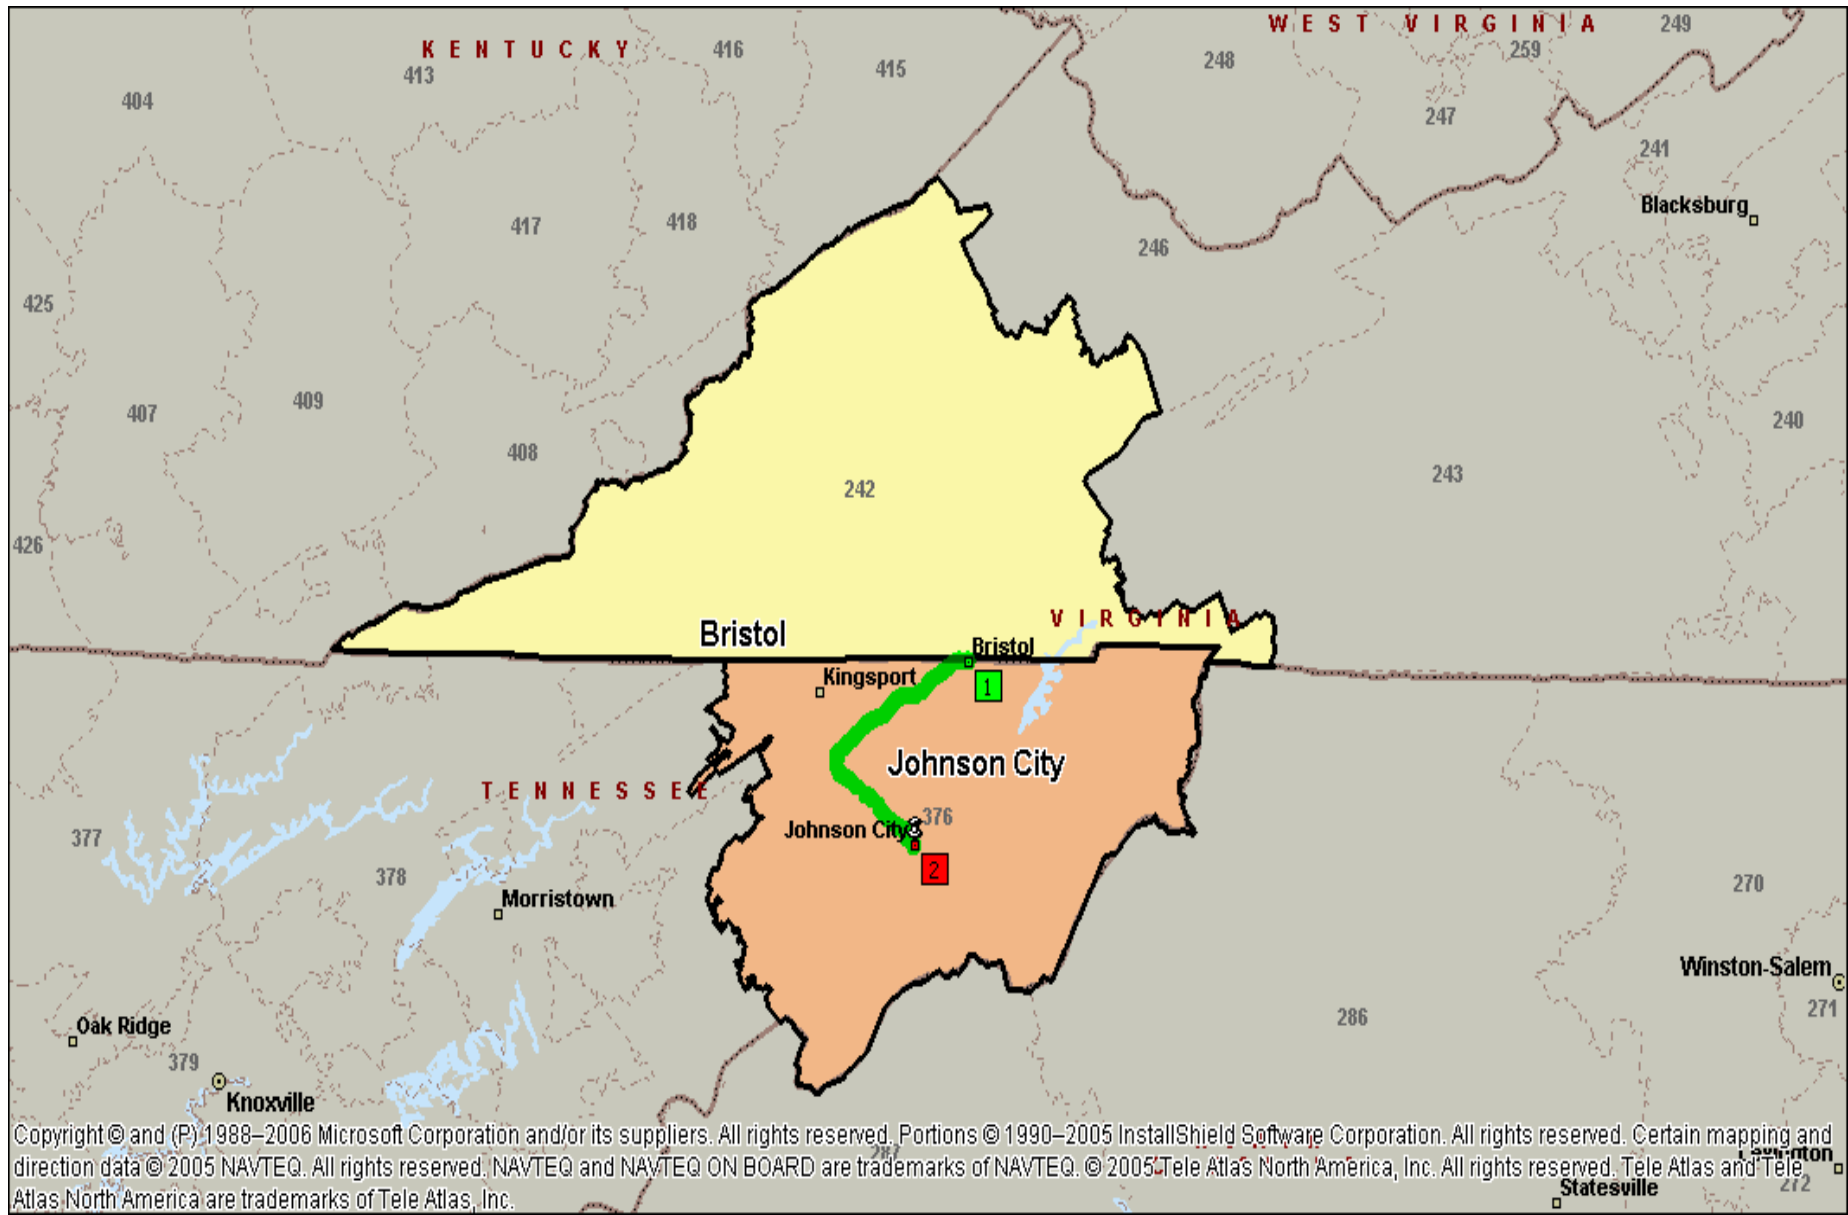 WEST VIRGINIA
249
KENTUCKY
416
259
413
415
248
404
247
241
Blacksburg
417
418
246
425
407
409
240
408
243
242
426
VIRGINIA
Bristol
Bristol
Kingsport
1
Johnson City
TENNESSEE
376
377
Johnson City
2
378
270
Morristown
Winston-Salem
271
Oak Ridge
286
379
Knoxville
Copyright © and (P) 1988–2006 Microsoft Corporation and/or its suppliers. All rights reserved. Portions © 1990–2005 InstallShield Software Corporation. All rights reserved. Certain mapping and
direction data © 2005 NAVTEQ. All rights reserved. NAVTEQ and NAVTEQ ON BOARD are trademarks of NAVTEQ. © 2005 Tele Atlas North America, Inc. All rights reserved. Tele Atlas and Tele
Atlas North America are trademarks of Tele Atlas, Inc.
287
272
Statesville